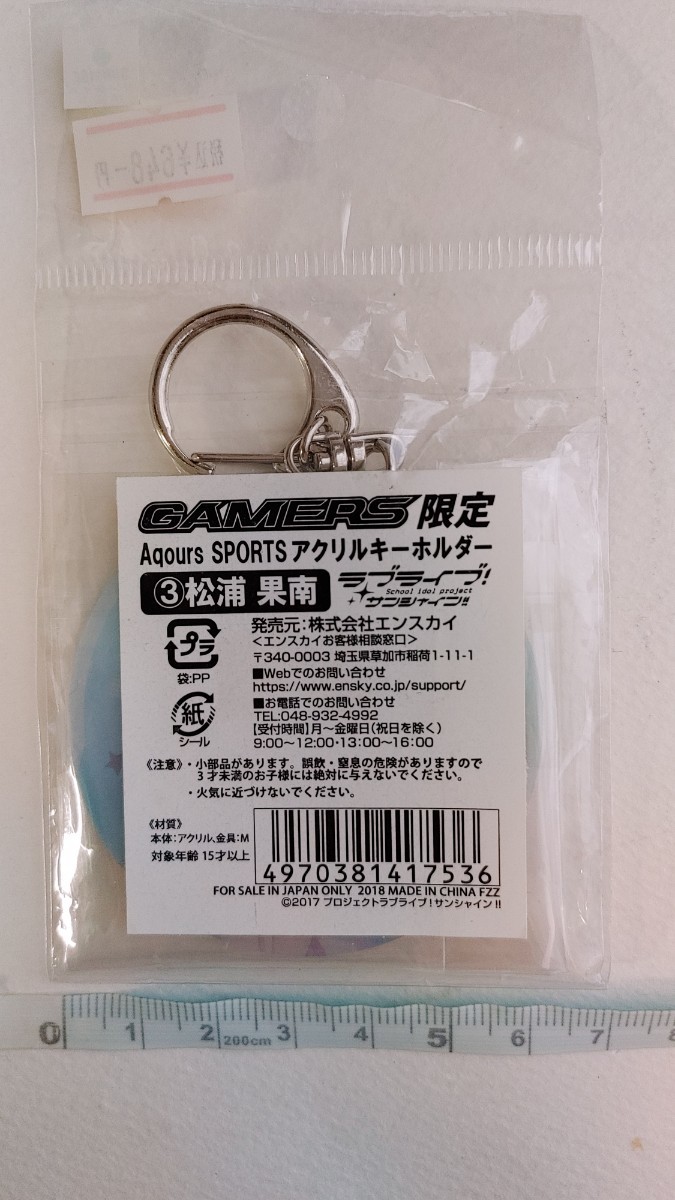 税込¥648-円
GAMERS限定
Aqours SPORTS アクリルキーホルダー
③松浦 果南
ラブライブ!
School idol project
サンシャイン!!
プラ
袋:PP
紙
シール
発売元:株式会社エンスカイ
<エンスカイお客様相談窓口>
〒340-0003 埼玉県草加市稲荷1-11-1
■Webでのお問い合わせ
https://www.ensky.co.jp/support/
■お電話でのお問い合わせ
TEL:048-932-4992
【受付時間】月〜金曜日(祝日を除く)
9:00〜12:00・13:00〜16:00
《注意》・小部品があります。誤飲・窒息の危険がありますので
3才未満のお子様には絶対に与えないでください。
・火気に近づけないでください。
《材質》
本体:アクリル、金具:M
対象年齢 15才以上
4970381417536
FOR SALE IN JAPAN ONLY 2018 MADE IN CHINA FZZ
©2017 プロジェクトラブライブ!サンシャイン!!
0 1 2 200cm 3 4 5 6 7 8